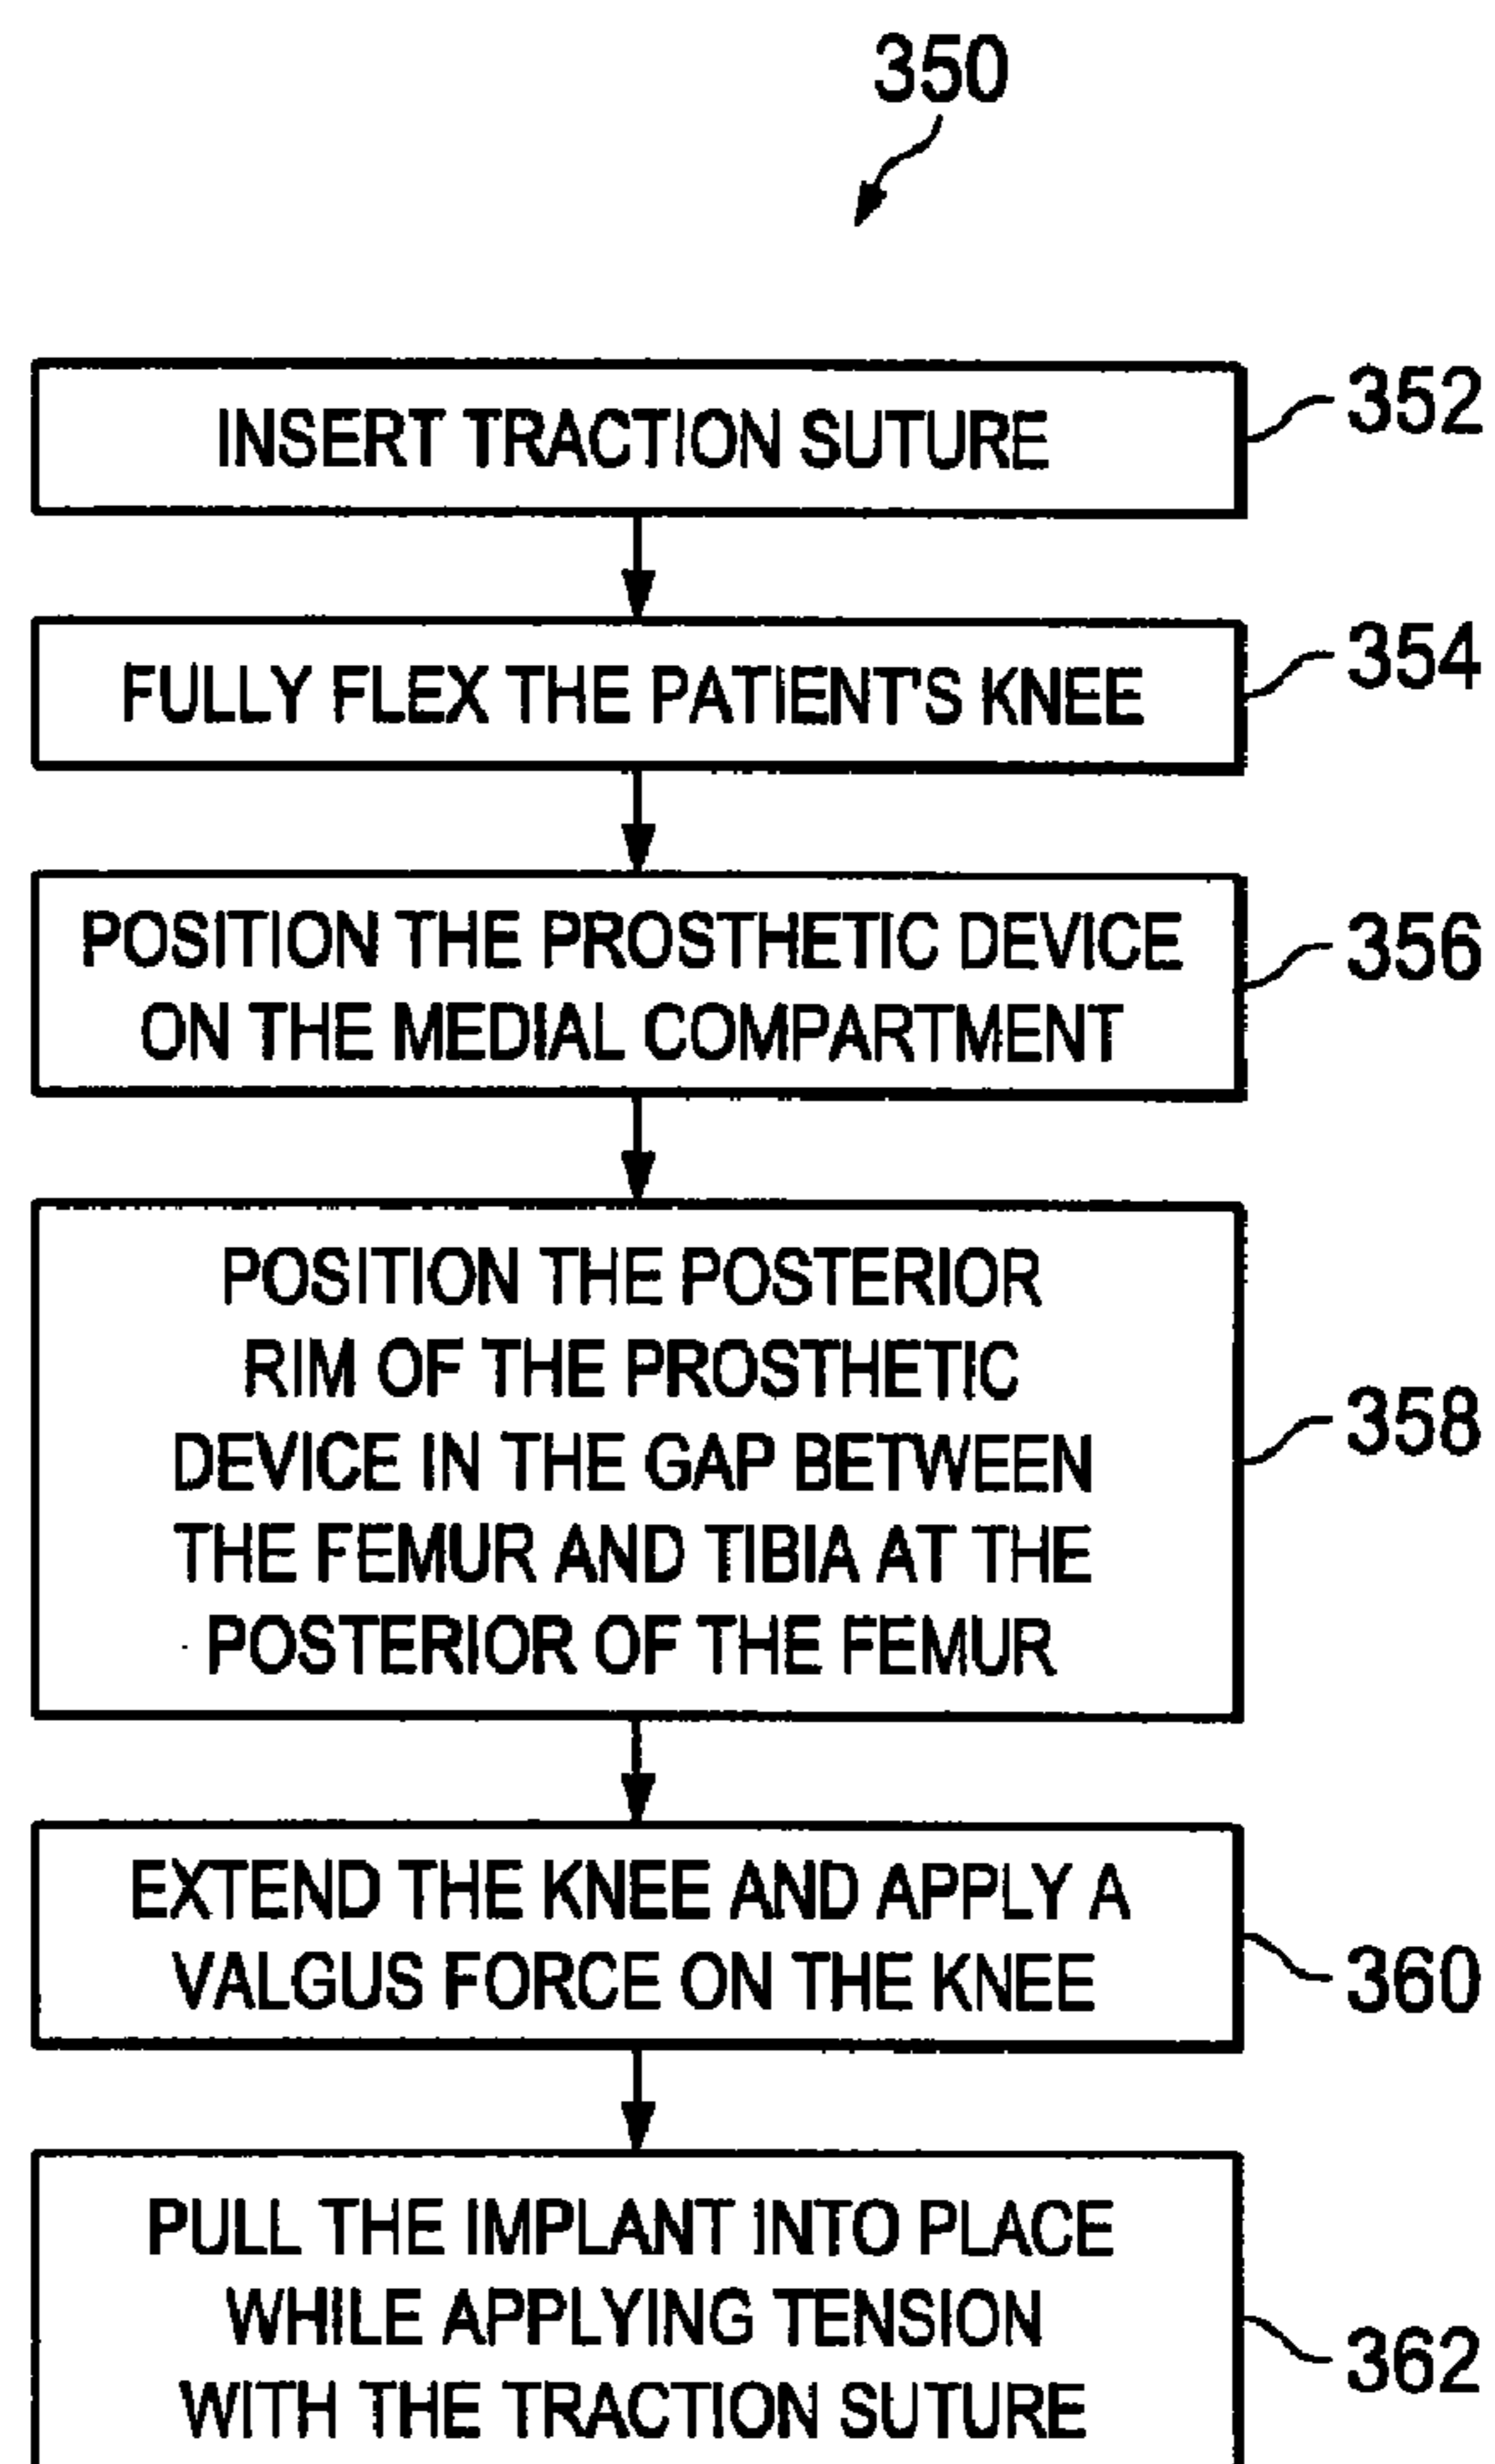 350
INSERT TRACTION SUTURE
352
FULLY FLEX THE PATIENT'S KNEE
354
POSITION THE PROSTHETIC DEVICE
ON THE MEDIAL COMPARTMENT
356
POSITION THE POSTERIOR
RIM OF THE PROSTHETIC
DEVICE IN THE GAP BETWEEN
THE FEMUR AND TIBIA AT THE
POSTERIOR OF THE FEMUR
358
EXTEND THE KNEE AND APPLY A
VALGUS FORCE ON THE KNEE
360
PULL THE IMPLANT INTO PLACE
WHILE APPLYING TENSION
WITH THE TRACTION SUTURE
362